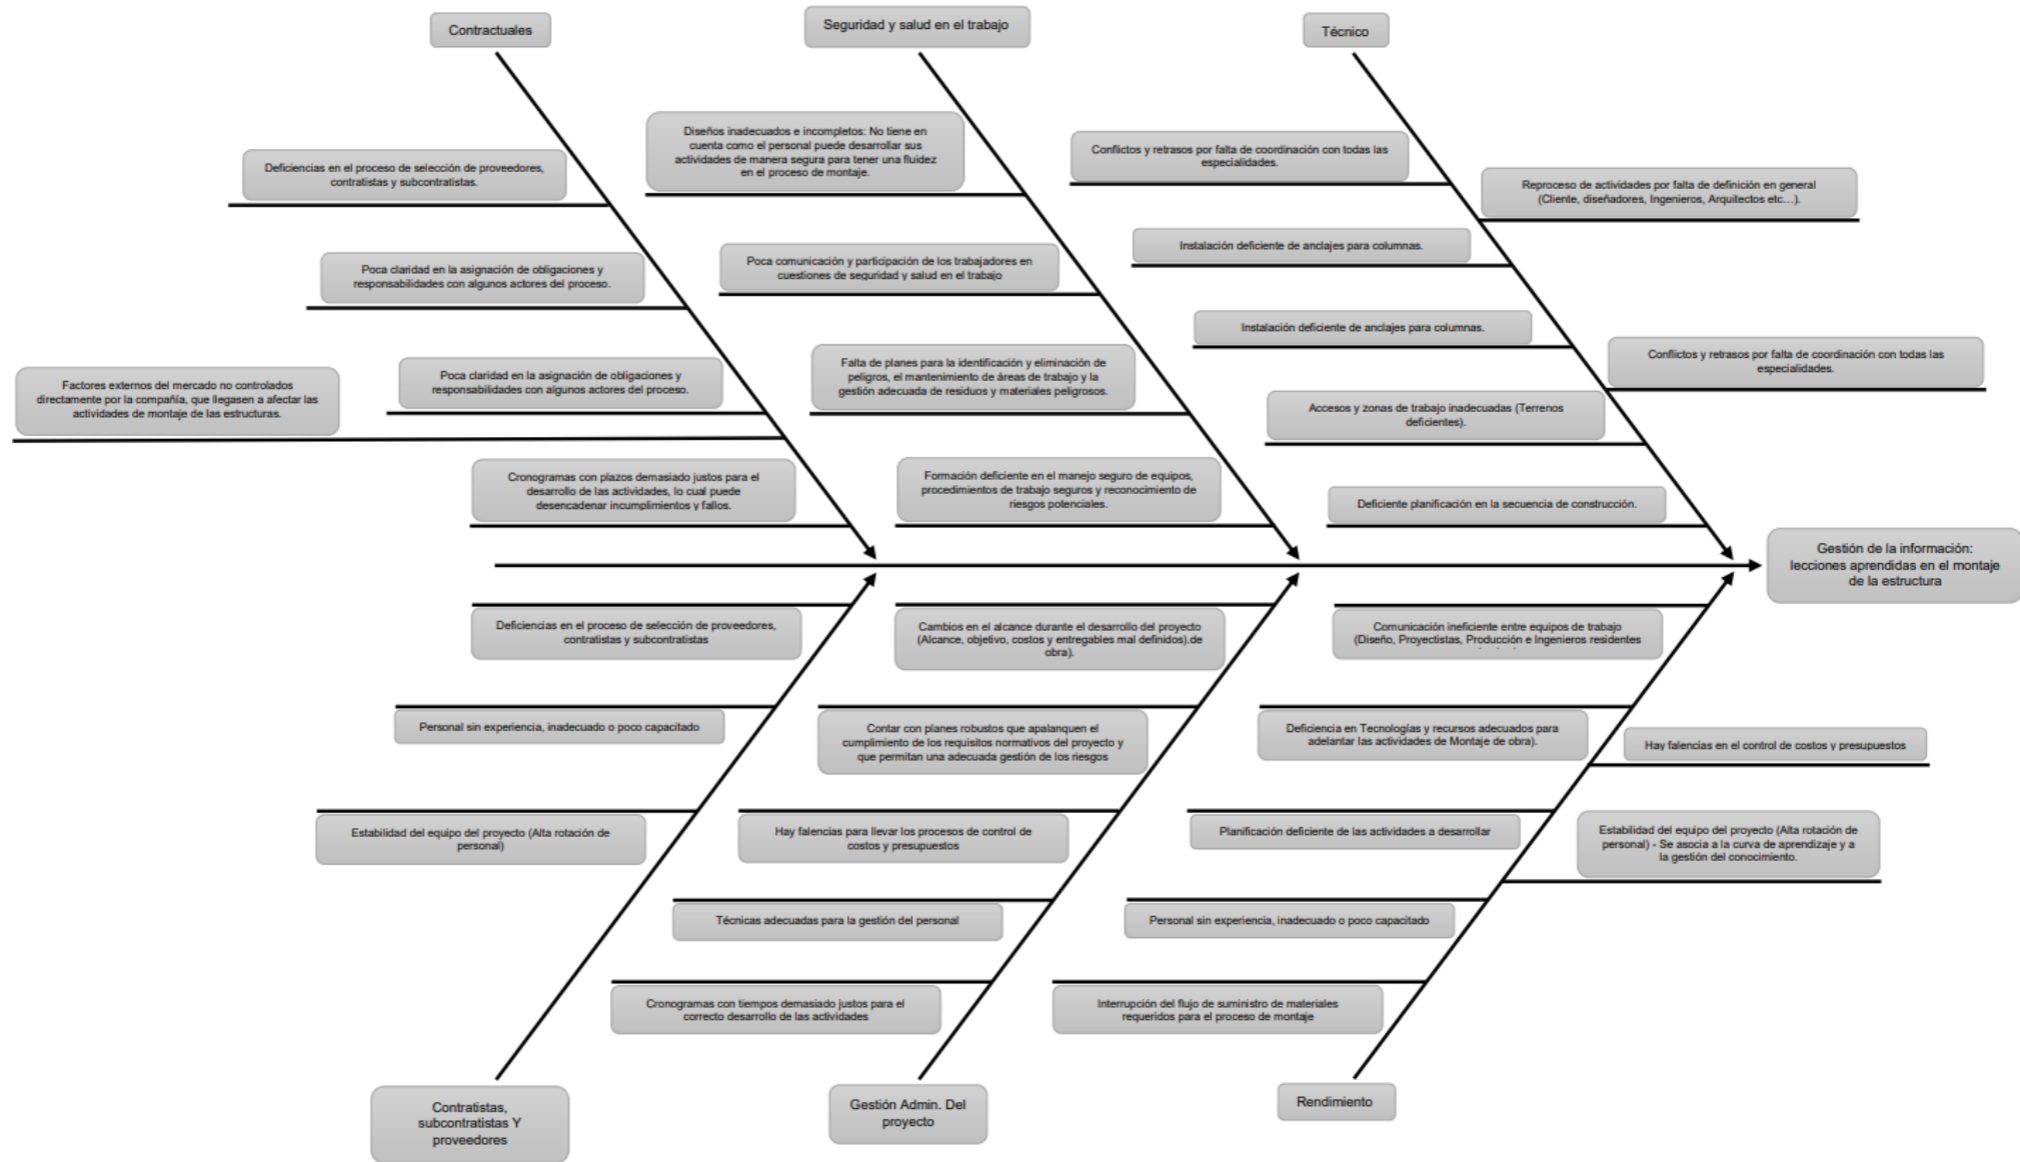 Contractuales
Seguridad y salud en el trabajo
Técnico
Deficiencias en el proceso de selección de proveedores,
contratistas y subcontratistas.
Poca claridad en la asignación de obligaciones y
responsabilidades con algunos actores del proceso.
Factores externos del mercado no controlados
directamente por la compañía, que llegasen a afectar las
actividades de montaje de las estructuras.
Poca claridad en la asignación de obligaciones y
responsabilidades con algunos actores del proceso.
Cronogramas con plazos demasiado justos para el
desarrollo de las actividades, lo cual puede
desencadenar incumplimientos y fallos.
Diseños inadecuados e incompletos: No tiene en
cuenta como el personal puede desarrollar sus
actividades de manera segura para tener una fluidez
en el proceso de montaje.
Poca comunicación y participación de los trabajadores en
cuestiones de seguridad y salud en el trabajo
Falta de planes para la identificación y eliminación de
peligros, el mantenimiento de áreas de trabajo y la
gestión adecuada de residuos y materiales peligrosos.
Formación deficiente en el manejo seguro de equipos,
procedimientos de trabajo seguros y reconocimiento de
riesgos potenciales.
Conflictos y retrasos por falta de coordinación con todas las
especialidades.
Reproceso de actividades por falta de definición en general
(Cliente, diseñadores, Ingenieros, Arquitectos etc…).
Instalación deficiente de anclajes para columnas.
Instalación deficiente de anclajes para columnas.
Conflictos y retrasos por falta de coordinación con todas las
especialidades.
Accesos y zonas de trabajo inadecuadas (Terrenos
deficientes).
Deficiente planificación en la secuencia de construcción.
Gestión de la información:
lecciones aprendidas en el montaje
de la estructura
Deficiencias en el proceso de selección de proveedores,
contratistas y subcontratistas
Personal sin experiencia, inadecuado o poco capacitado
Estabilidad del equipo del proyecto (Alta rotación de
personal)
Cambios en el alcance durante el desarrollo del proyecto
(Alcance, objetivo, costos y entregables mal definidos).de
obra).
Contar con planes robustos que apalanquen el
cumplimiento de los requisitos normativos del proyecto y
que permitan una adecuada gestión de los riesgos
Hay falencias para llevar los procesos de control de
costos y presupuestos
Técnicas adecuadas para la gestión del personal
Cronogramas con tiempos demasiado justos para el
correcto desarrollo de las actividades
Comunicación ineficiente entre equipos de trabajo
(Diseño, Proyectistas, Producción e Ingenieros residentes
Deficiencia en Tecnologías y recursos adecuados para
adelantar las actividades de Montaje de obra).
Hay falencias en el control de costos y presupuestos
Planificación deficiente de las actividades a desarrollar
Estabilidad del equipo del proyecto (Alta rotación de
personal) - Se asocia a la curva de aprendizaje y a
la gestión del conocimiento.
Personal sin experiencia, inadecuado o poco capacitado
Interrupción del flujo de suministro de materiales
requeridos para el proceso de montaje
Contratistas,
subcontratistas Y
proveedores
Gestión Admin. Del
proyecto
Rendimiento